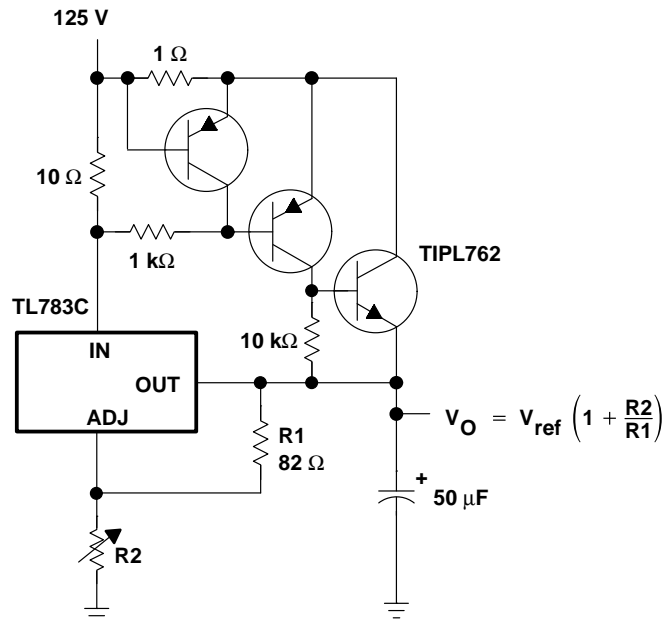 125 V
1 Ω
10 Ω
1 kΩ
TIPL762
TL783C
IN
OUT
ADJ
10 kΩ
R1
82 Ω
V_O = V_ref (1 + R2/R1)
+
50 μF
R2